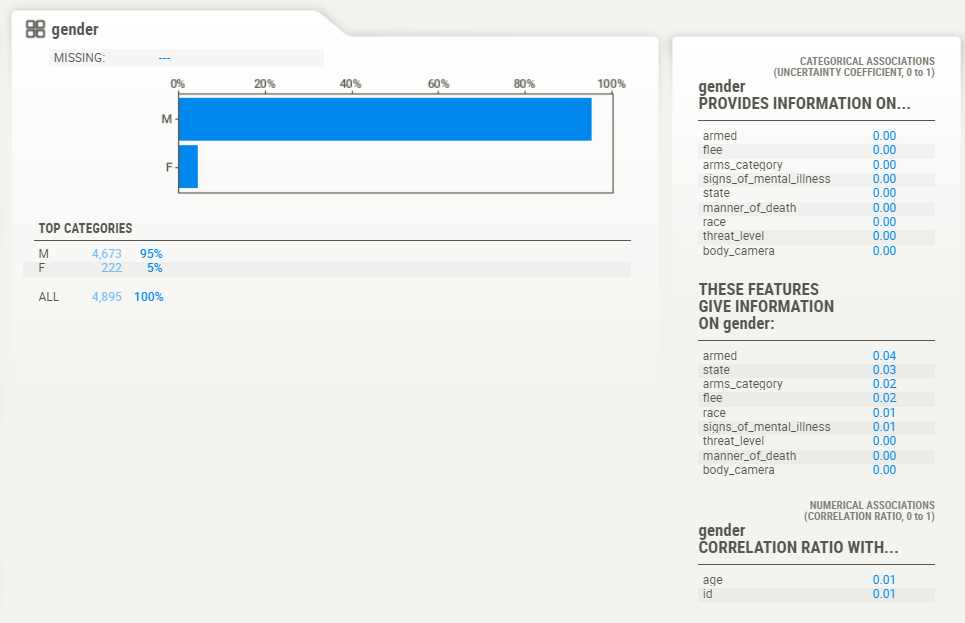 gender
MISSING: ---
0% 20% 40% 60% 80% 100%
M
F
TOP CATEGORIES
M 4,673 95%
F 222 5%
ALL 4,895 100%
CATEGORICAL ASSOCIATIONS
(UNCERTAINTY COEFFICIENT, 0 to 1)
gender
PROVIDES INFORMATION ON...
armed 0.00
flee 0.00
arms_category 0.00
signs_of_mental_illness 0.00
state 0.00
manner_of_death 0.00
race 0.00
threat_level 0.00
body_camera 0.00
THESE FEATURES
GIVE INFORMATION
ON gender:
armed 0.04
state 0.03
arms_category 0.02
flee 0.02
race 0.01
signs_of_mental_illness 0.01
threat_level 0.00
manner_of_death 0.00
body_camera 0.00
NUMERICAL ASSOCIATIONS
(CORRELATION RATIO, 0 to 1)
gender
CORRELATION RATIO WITH...
age 0.01
id 0.01